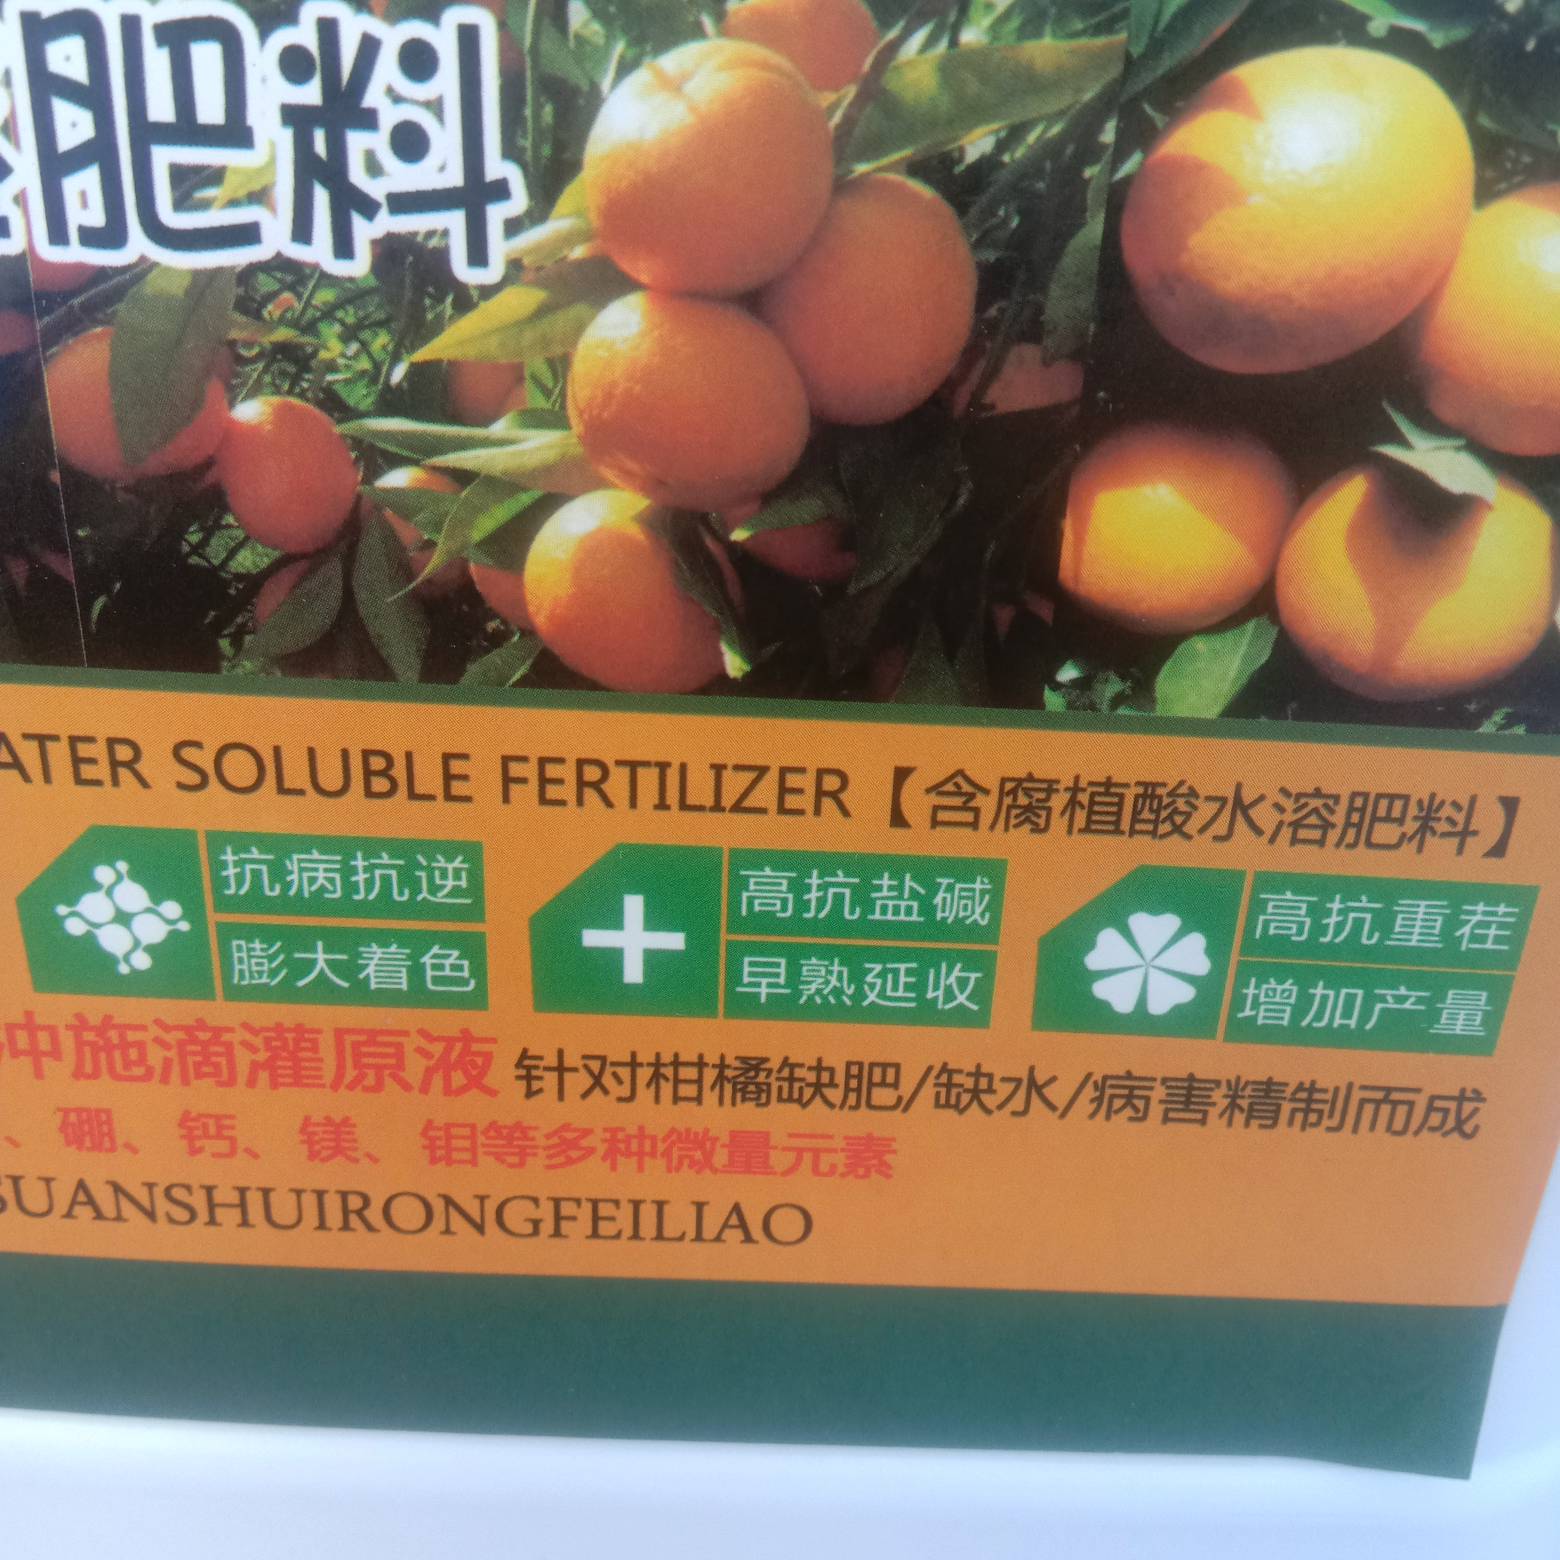 肥料
ATER SOLUBLE FERTILIZER【含腐植酸水溶肥料】
抗病抗逆
膨大着色
高抗盐碱
早熟延收
高抗重茬
增加产量
冲施滴灌原液 针对柑橘缺肥/缺水/病害精制而成
、硼、钙、镁、钼等多种微量元素
SUANSHUIRONGFEILIAO